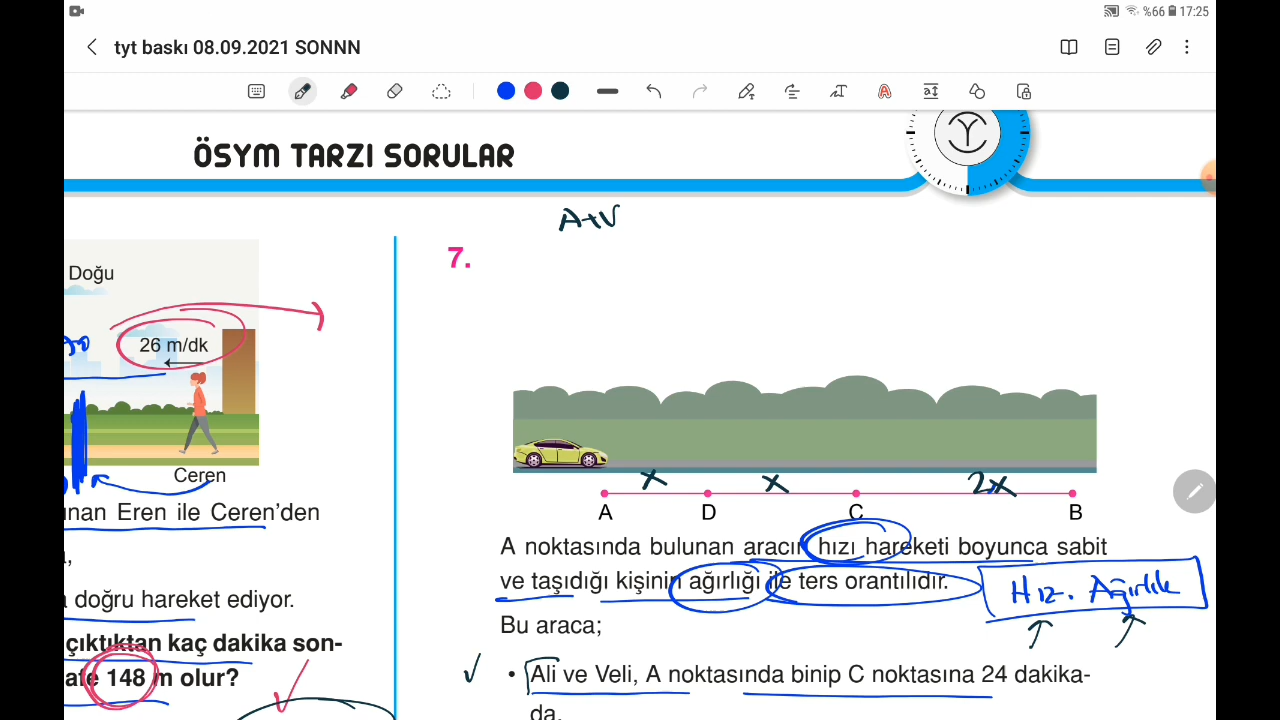 %66 17:25
tyt baskı 08.09.2021 SONNN
ÖSYM TARZI SORULAR
Doğu
26 m/dk
Ceren
unan Eren ile Ceren'den
a,
a doğru hareket ediyor.
çıktıktan kaç dakika son-
afe 148 m olur?
A+V
7.
x x 2x
A D C B
A noktasında bulunan aracın hızı hareketi boyunca sabit
ve taşıdığı kişinin ağırlığı ile ters orantılıdır.
Hız. Ağırlık
Bu araca;
• Ali ve Veli, A noktasında binip C noktasına 24 dakika-
da,